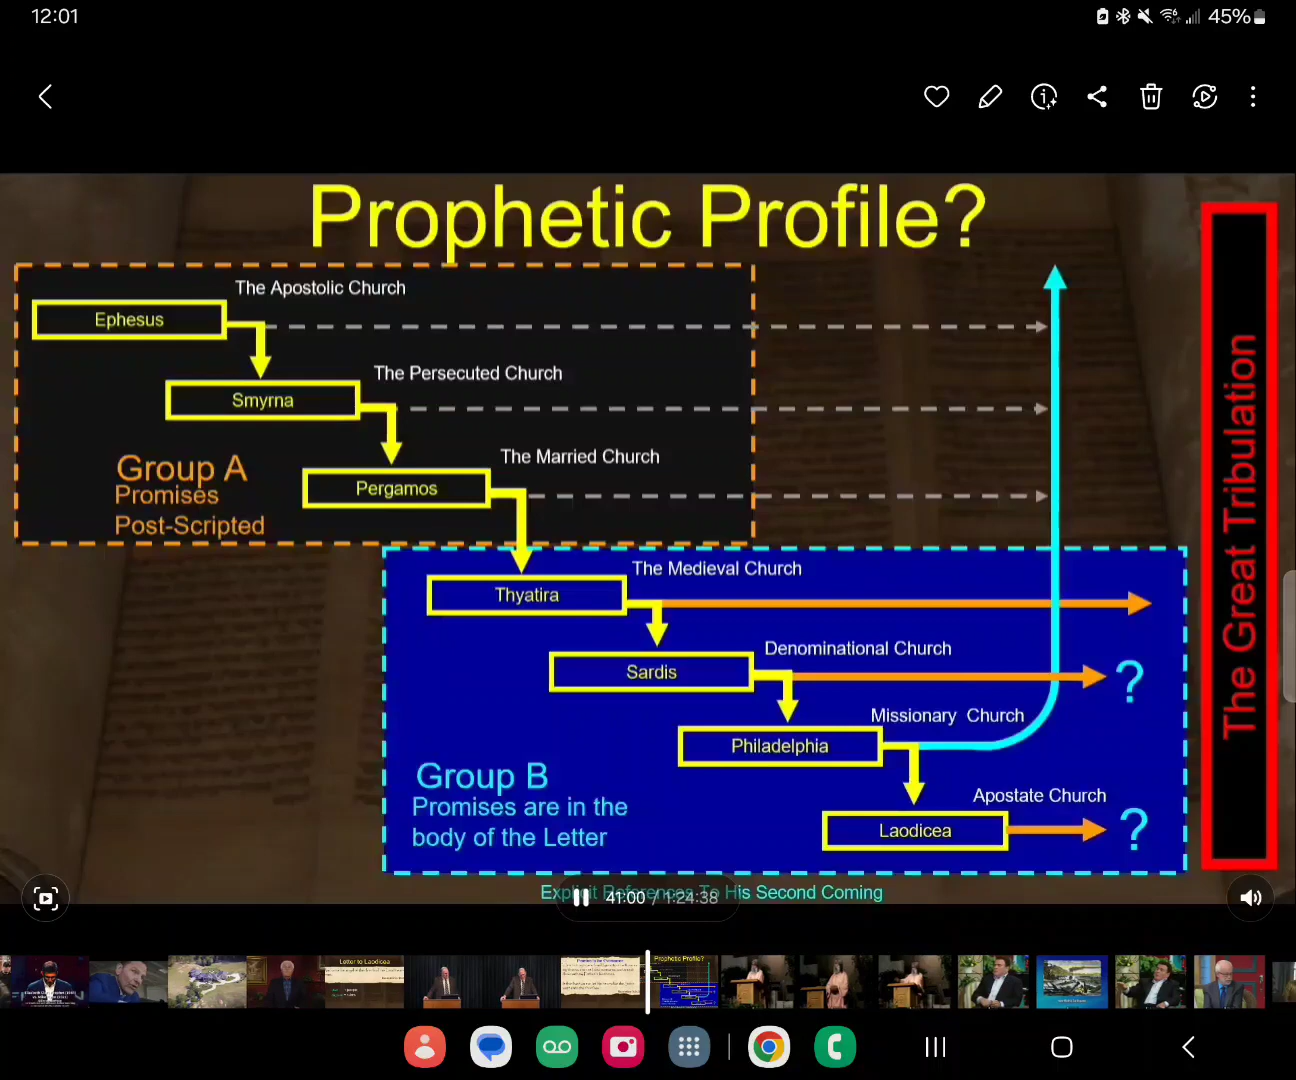 12:01
45%
Prophetic Profile?
The Apostolic Church
Ephesus
The Persecuted Church
Smyrna
The Married Church
Group A
Promises
Post-Scripted
Pergamos
The Medieval Church
Thyatira
Denominational Church
Sardis
?
Missionary Church
Philadelphia
Group B
Promises are in the
body of the Letter
Apostate Church
Laodicea
?
The Great Tribulation
Explicit References To His Second Coming
41:00 / 1:24:38
Letter to Laodicea
Prophetic Profile?